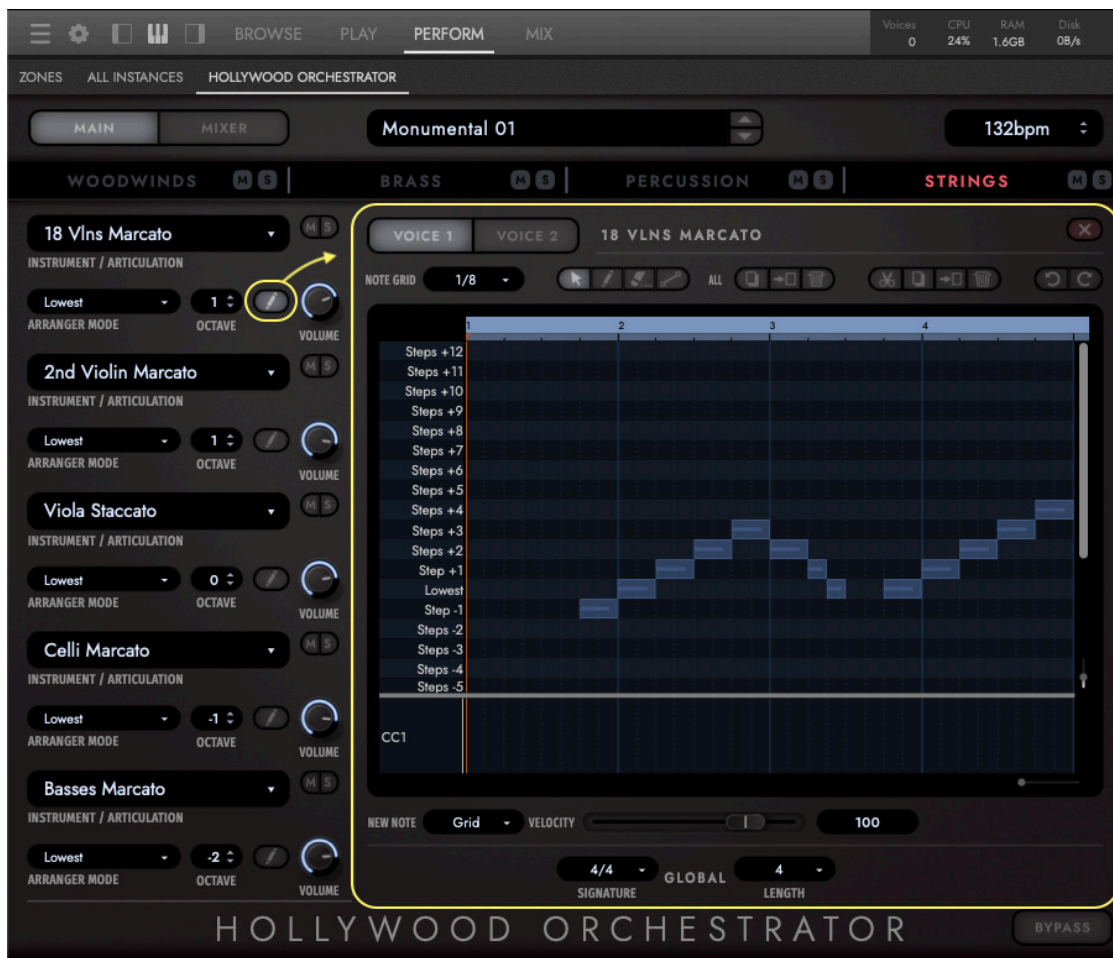 BROWSE PLAY PERFORM MIX
Voices CPU RAM Disk
0 24% 1.6GB 0B/s
ZONES ALL INSTANCES HOLLYWOOD ORCHESTRATOR
MAIN MIXER Monumental 01 132bpm
WOODWINDS M S BRASS M S PERCUSSION M S STRINGS M S
18 Vlns Marcato M S
INSTRUMENT / ARTICULATION
Lowest 1
ARRANGER MODE OCTAVE VOLUME
2nd Violin Marcato M S
INSTRUMENT / ARTICULATION
Lowest 1
ARRANGER MODE OCTAVE VOLUME
Viola Staccato M S
INSTRUMENT / ARTICULATION
Lowest 0
ARRANGER MODE OCTAVE VOLUME
Celli Marcato M S
INSTRUMENT / ARTICULATION
Lowest -1
ARRANGER MODE OCTAVE VOLUME
Basses Marcato M S
INSTRUMENT / ARTICULATION
Lowest -2
ARRANGER MODE OCTAVE VOLUME
VOICE 1 VOICE 2 18 VLNS MARCATO
NOTE GRID 1/8 ALL
1 2 3 4
Steps +12
Steps +11
Steps +10
Steps +9
Steps +8
Steps +7
Steps +6
Steps +5
Steps +4
Steps +3
Steps +2
Step +1
Lowest
Step -1
Steps -2
Steps -3
Steps -4
Steps -5
CC1
NEW NOTE Grid VELOCITY 100
4/4 GLOBAL 4
SIGNATURE LENGTH
HOLLYWOOD ORCHESTRATOR BYPASS